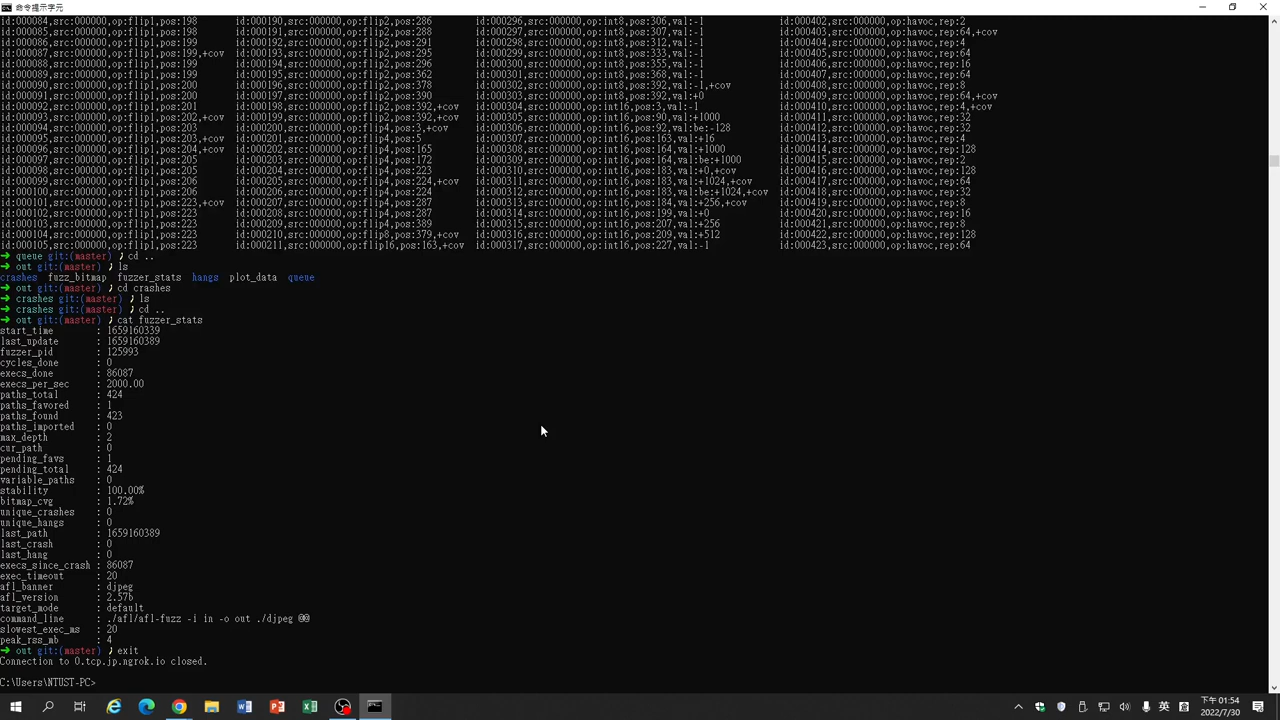 命令提示字元
id:000084,src:000000,op:flip1,pos:198 id:000190,src:000000,op:flip2,pos:286 id:000296,src:000000,op:int8,pos:306,val:-1 id:000402,src:000000,op:havoc,rep:2
id:000085,src:000000,op:flip1,pos:198 id:000191,src:000000,op:flip2,pos:288 id:000297,src:000000,op:int8,pos:307,val:-1 id:000403,src:000000,op:havoc,rep:64,+cov
id:000086,src:000000,op:flip1,pos:199 id:000192,src:000000,op:flip2,pos:291 id:000298,src:000000,op:int8,pos:312,val:-1 id:000404,src:000000,op:havoc,rep:4
id:000087,src:000000,op:flip1,pos:199,+cov id:000193,src:000000,op:flip2,pos:295 id:000299,src:000000,op:int8,pos:333,val:-1 id:000405,src:000000,op:havoc,rep:64
id:000088,src:000000,op:flip1,pos:199 id:000194,src:000000,op:flip2,pos:296 id:000300,src:000000,op:int8,pos:355,val:-1 id:000406,src:000000,op:havoc,rep:16
id:000089,src:000000,op:flip1,pos:199 id:000195,src:000000,op:flip2,pos:362 id:000301,src:000000,op:int8,pos:368,val:-1 id:000407,src:000000,op:havoc,rep:64
id:000090,src:000000,op:flip1,pos:200 id:000196,src:000000,op:flip2,pos:378 id:000302,src:000000,op:int8,pos:392,val:-1,+cov id:000408,src:000000,op:havoc,rep:8
id:000091,src:000000,op:flip1,pos:200 id:000197,src:000000,op:flip2,pos:390 id:000303,src:000000,op:int8,pos:392,val:+0 id:000409,src:000000,op:havoc,rep:64,+cov
id:000092,src:000000,op:flip1,pos:201 id:000198,src:000000,op:flip2,pos:392,+cov id:000304,src:000000,op:int16,pos:3,val:-1 id:000410,src:000000,op:havoc,rep:4,+cov
id:000093,src:000000,op:flip1,pos:202,+cov id:000199,src:000000,op:flip2,pos:392,+cov id:000305,src:000000,op:int16,pos:90,val:+1000 id:000411,src:000000,op:havoc,rep:32
id:000094,src:000000,op:flip1,pos:203 id:000200,src:000000,op:flip4,pos:3,+cov id:000306,src:000000,op:int16,pos:92,val:be:-128 id:000412,src:000000,op:havoc,rep:32
id:000095,src:000000,op:flip1,pos:203,+cov id:000201,src:000000,op:flip4,pos:5 id:000307,src:000000,op:int16,pos:163,val:+16 id:000413,src:000000,op:havoc,rep:4
id:000096,src:000000,op:flip1,pos:204,+cov id:000202,src:000000,op:flip4,pos:165 id:000308,src:000000,op:int16,pos:164,val:+1000 id:000414,src:000000,op:havoc,rep:128
id:000097,src:000000,op:flip1,pos:205 id:000203,src:000000,op:flip4,pos:172 id:000309,src:000000,op:int16,pos:164,val:be:+1000 id:000415,src:000000,op:havoc,rep:2
id:000098,src:000000,op:flip1,pos:205 id:000204,src:000000,op:flip4,pos:223 id:000310,src:000000,op:int16,pos:183,val:+0,+cov id:000416,src:000000,op:havoc,rep:128
id:000099,src:000000,op:flip1,pos:206 id:000205,src:000000,op:flip4,pos:224,+cov id:000311,src:000000,op:int16,pos:183,val:+1024,+cov id:000417,src:000000,op:havoc,rep:64
id:000100,src:000000,op:flip1,pos:206 id:000206,src:000000,op:flip4,pos:224 id:000312,src:000000,op:int16,pos:183,val:be:+1024,+cov id:000418,src:000000,op:havoc,rep:32
id:000101,src:000000,op:flip1,pos:223,+cov id:000207,src:000000,op:flip4,pos:287 id:000313,src:000000,op:int16,pos:184,val:+256,+cov id:000419,src:000000,op:havoc,rep:8
id:000102,src:000000,op:flip1,pos:223 id:000208,src:000000,op:flip4,pos:287 id:000314,src:000000,op:int16,pos:199,val:+0 id:000420,src:000000,op:havoc,rep:16
id:000103,src:000000,op:flip1,pos:223 id:000209,src:000000,op:flip4,pos:389 id:000315,src:000000,op:int16,pos:207,val:+256 id:000421,src:000000,op:havoc,rep:8
id:000104,src:000000,op:flip1,pos:223 id:000210,src:000000,op:flip8,pos:379,+cov id:000316,src:000000,op:int16,pos:209,val:+512 id:000422,src:000000,op:havoc,rep:128
id:000105,src:000000,op:flip1,pos:223 id:000211,src:000000,op:flip16,pos:163,+cov id:000317,src:000000,op:int16,pos:227,val:-1 id:000423,src:000000,op:havoc,rep:64
➜ queue git:(master) ✗ cd ..
➜ out git:(master) ✗ ls
crashes fuzz_bitmap fuzzer_stats hangs plot_data queue
➜ out git:(master) ✗ cd crashes
➜ crashes git:(master) ✗ ls
➜ crashes git:(master) ✗ cd ..
➜ out git:(master) ✗ cat fuzzer_stats
start_time : 1659160339
last_update : 1659160389
fuzzer_pid : 125993
cycles_done : 0
execs_done : 86087
execs_per_sec : 2000.00
paths_total : 424
paths_favored : 1
paths_found : 423
paths_imported : 0
max_depth : 2
cur_path : 0
pending_favs : 1
pending_total : 424
variable_paths : 0
stability : 100.00%
bitmap_cvg : 1.72%
unique_crashes : 0
unique_hangs : 0
last_path : 1659160389
last_crash : 0
last_hang : 0
execs_since_crash : 86087
exec_timeout : 20
afl_banner : djpeg
afl_version : 2.57b
target_mode : default
command_line : ./afl/afl-fuzz -i in -o out ./djpeg @@
slowest_exec_ms : 20
peak_rss_mb : 4
➜ out git:(master) ✗ exit
Connection to 0.tcp.jp.ngrok.io closed.
C:\Users\NTUST-PC>
英
下午 01:54
2022/7/30